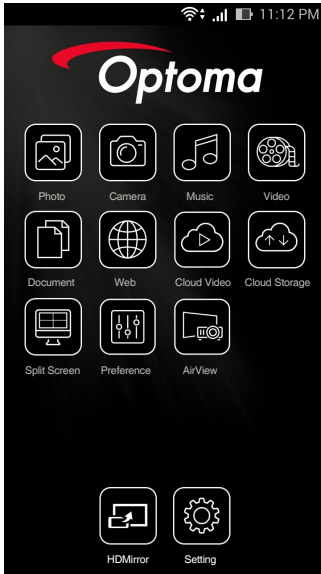 11:12 PM
Optoma
Photo Camera Music Video
Document Web Cloud Video Cloud Storage
Split Screen Preference AirView
HDMirror Setting